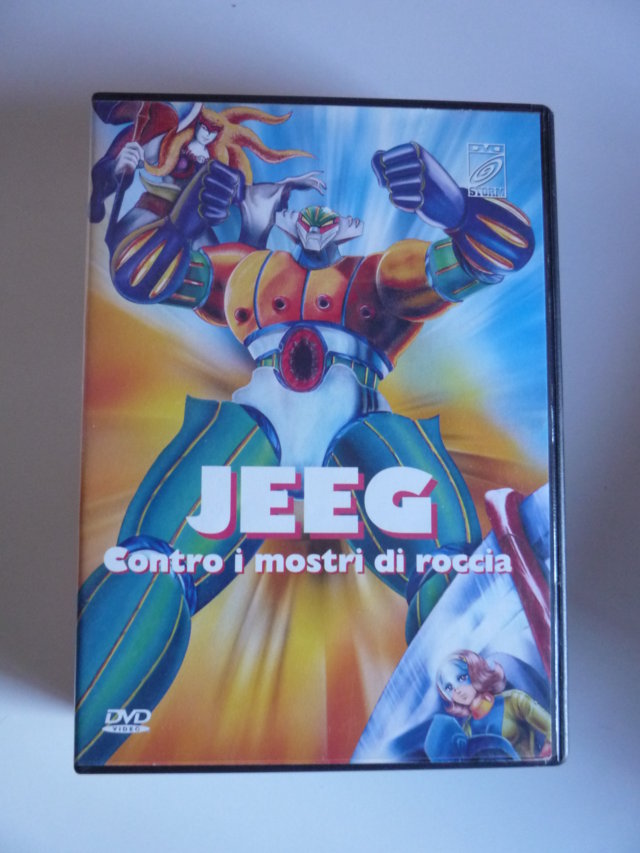 DVD
STORM
JEEG
Contro i mostri di roccia
DVD
VIDEO